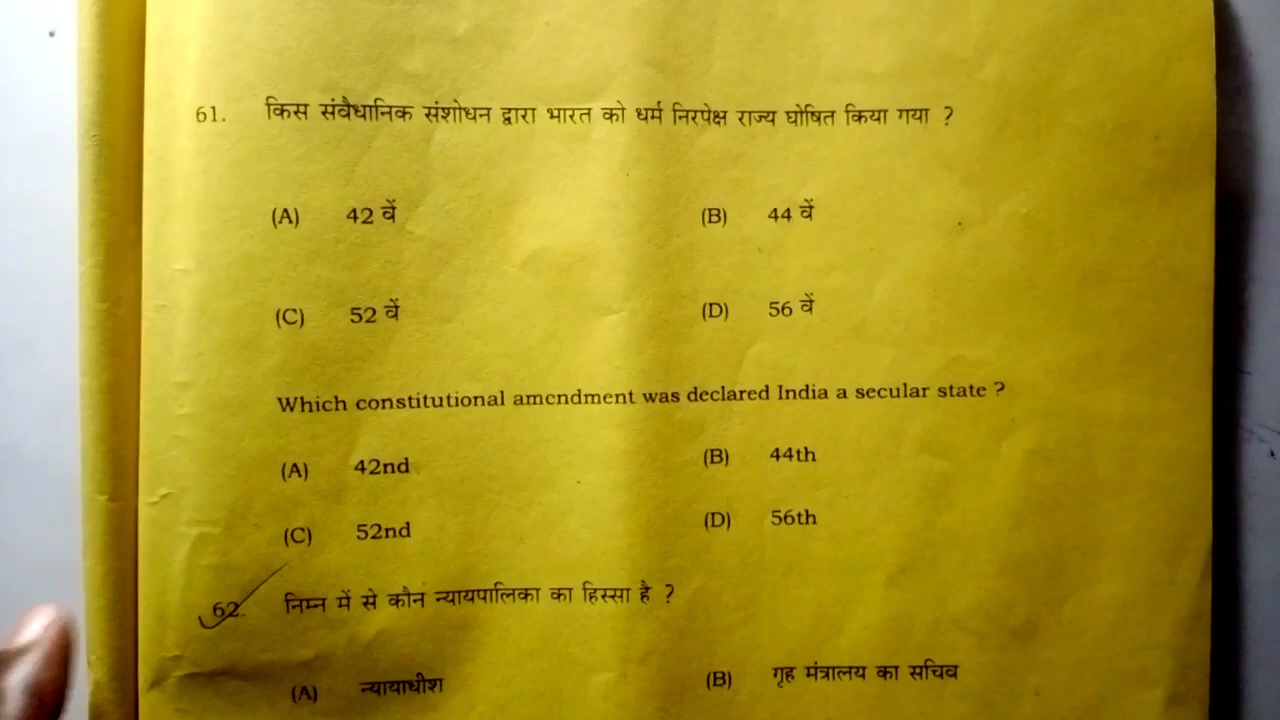 61. किस संवैधानिक संशोधन द्वारा भारत को धर्म निरपेक्ष राज्य घोषित किया गया ?
(A) 42 वें (B) 44 वें
(C) 52 वें (D) 56 वें
Which constitutional amendment was declared India a secular state ?
(A) 42nd (B) 44th
(C) 52nd (D) 56th
62. निम्न में से कौन न्यायपालिका का हिस्सा है ?
(A) न्यायाधीश (B) गृह मंत्रालय का सचिव